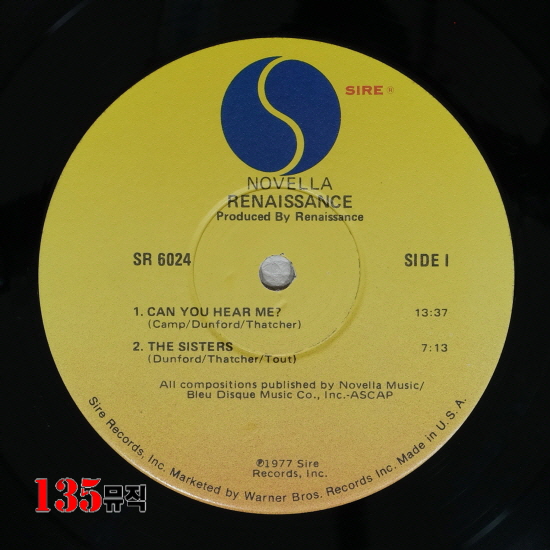 SIRE ®
NOVELLA
RENAISSANCE
Produced By Renaissance
SR 6024 SIDE I
1. CAN YOU HEAR ME? 13:37
(Camp/Dunford/Thatcher)
2. THE SISTERS 7:13
(Dunford/Thatcher/Tout)
All compositions published by Novella Music/
Bleu Disque Music Co., Inc.-ASCAP
℗1977 Sire
Records, Inc.
Sire Records, Inc. Marketed by Warner Bros. Records Inc. Made in U.S.A.
135뮤직